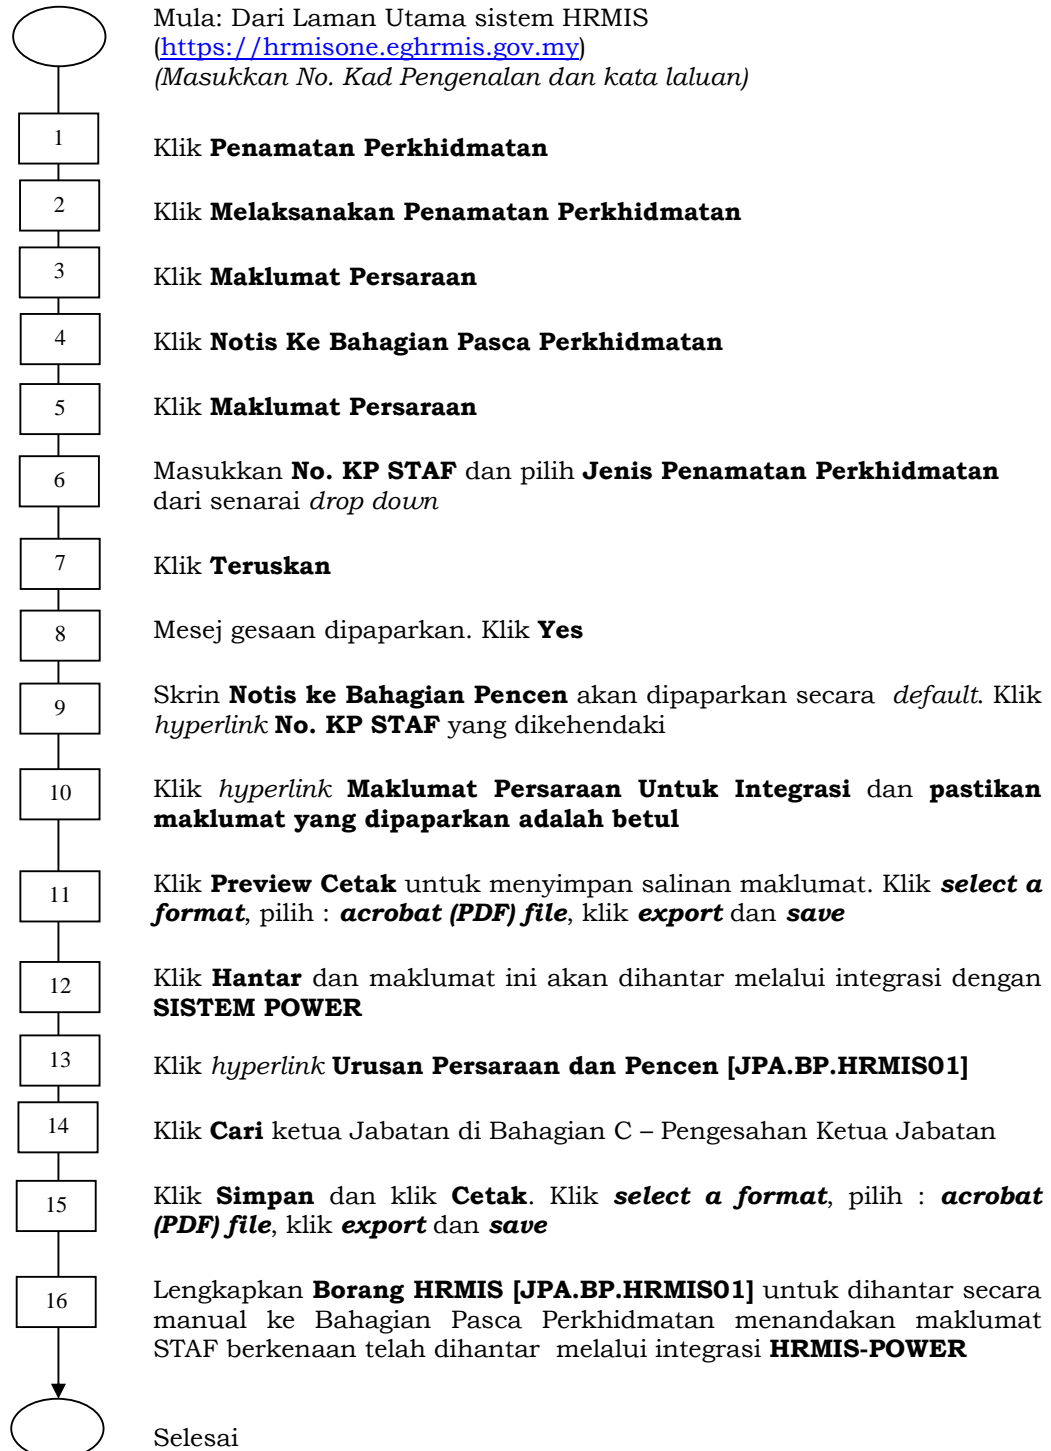 Mula: Dari Laman Utama sistem HRMIS
(https://hrmisone.eghrmis.gov.my)
(Masukkan No. Kad Pengenalan dan kata laluan)
1
Klik Penamatan Perkhidmatan
2
Klik Melaksanakan Penamatan Perkhidmatan
3
Klik Maklumat Persaraan
4
Klik Notis Ke Bahagian Pasca Perkhidmatan
5
Klik Maklumat Persaraan
6
Masukkan No. KP STAF dan pilih Jenis Penamatan Perkhidmatan
dari senarai drop down
7
Klik Teruskan
8
Mesej gesaan dipaparkan. Klik Yes
9
Skrin Notis ke Bahagian Pencen akan dipaparkan secara default. Klik
hyperlink No. KP STAF yang dikehendaki
10
Klik hyperlink Maklumat Persaraan Untuk Integrasi dan pastikan
maklumat yang dipaparkan adalah betul
11
Klik Preview Cetak untuk menyimpan salinan maklumat. Klik select a
format, pilih : acrobat (PDF) file, klik export dan save
12
Klik Hantar dan maklumat ini akan dihantar melalui integrasi dengan
SISTEM POWER
13
Klik hyperlink Urusan Persaraan dan Pencen [JPA.BP.HRMIS01]
14
Klik Cari ketua Jabatan di Bahagian C – Pengesahan Ketua Jabatan
15
Klik Simpan dan klik Cetak. Klik select a format, pilih : acrobat
(PDF) file, klik export dan save
16
Lengkapkan Borang HRMIS [JPA.BP.HRMIS01] untuk dihantar secara
manual ke Bahagian Pasca Perkhidmatan menandakan maklumat
STAF berkenaan telah dihantar melalui integrasi HRMIS-POWER
Selesai